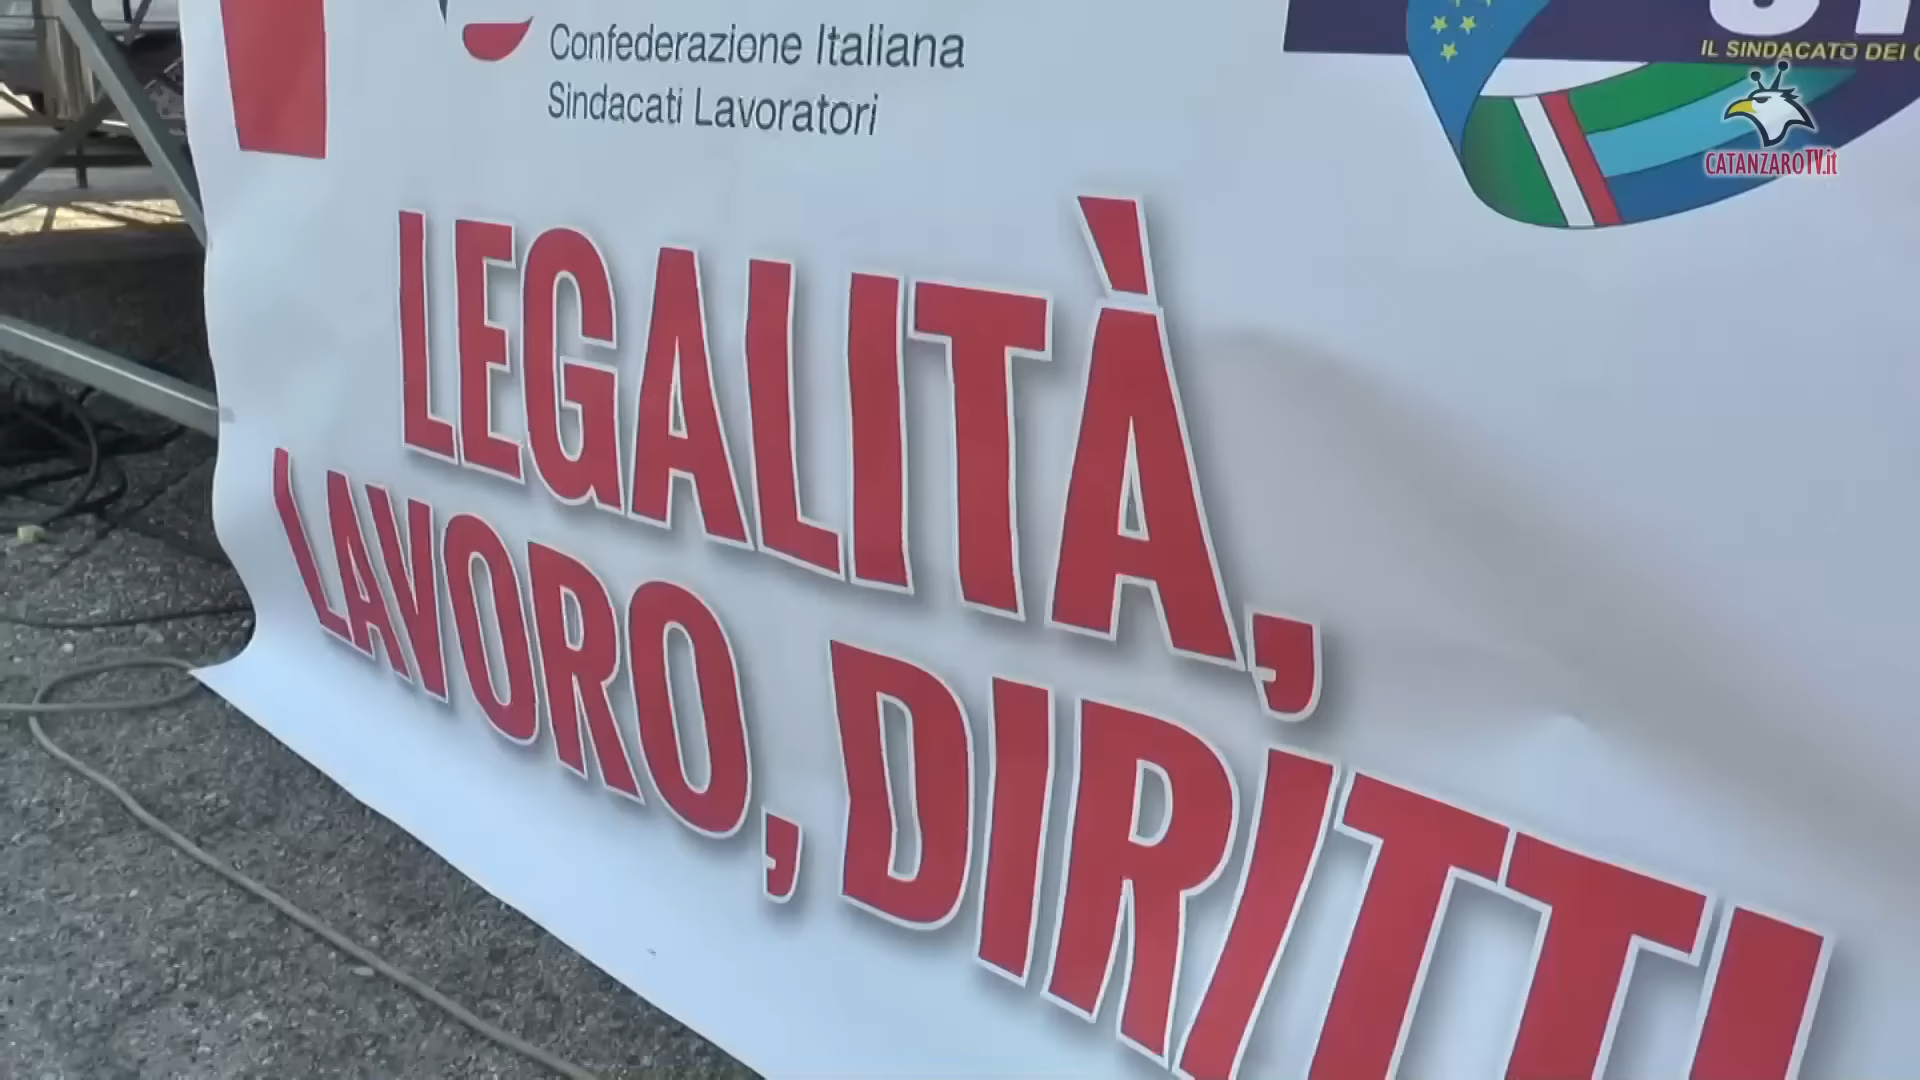 Confederazione Italiana
Sindacati Lavoratori
IL SINDACATO DEI
CATANZAROTV.it
LEGALITÀ,
LAVORO, DIRITTI